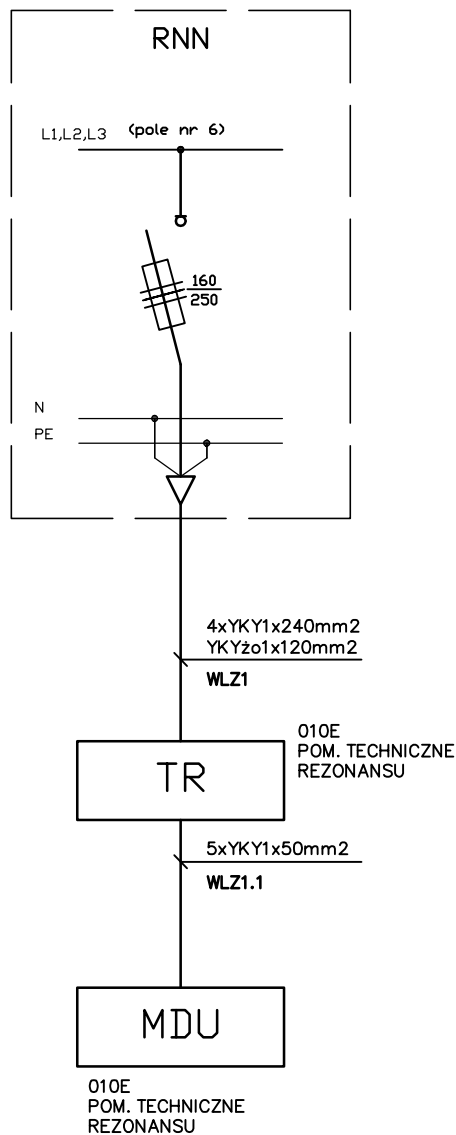 RNN
L1,L2,L3 (pole nr 6)
160
250
N
PE
4xYKY1x240mm2
YKYżo1x120mm2
WLZ1
010E
POM. TECHNICZNE
REZONANSU
TR
5xYKY1x50mm2
WLZ1.1
MDU
010E
POM. TECHNICZNE
REZONANSU